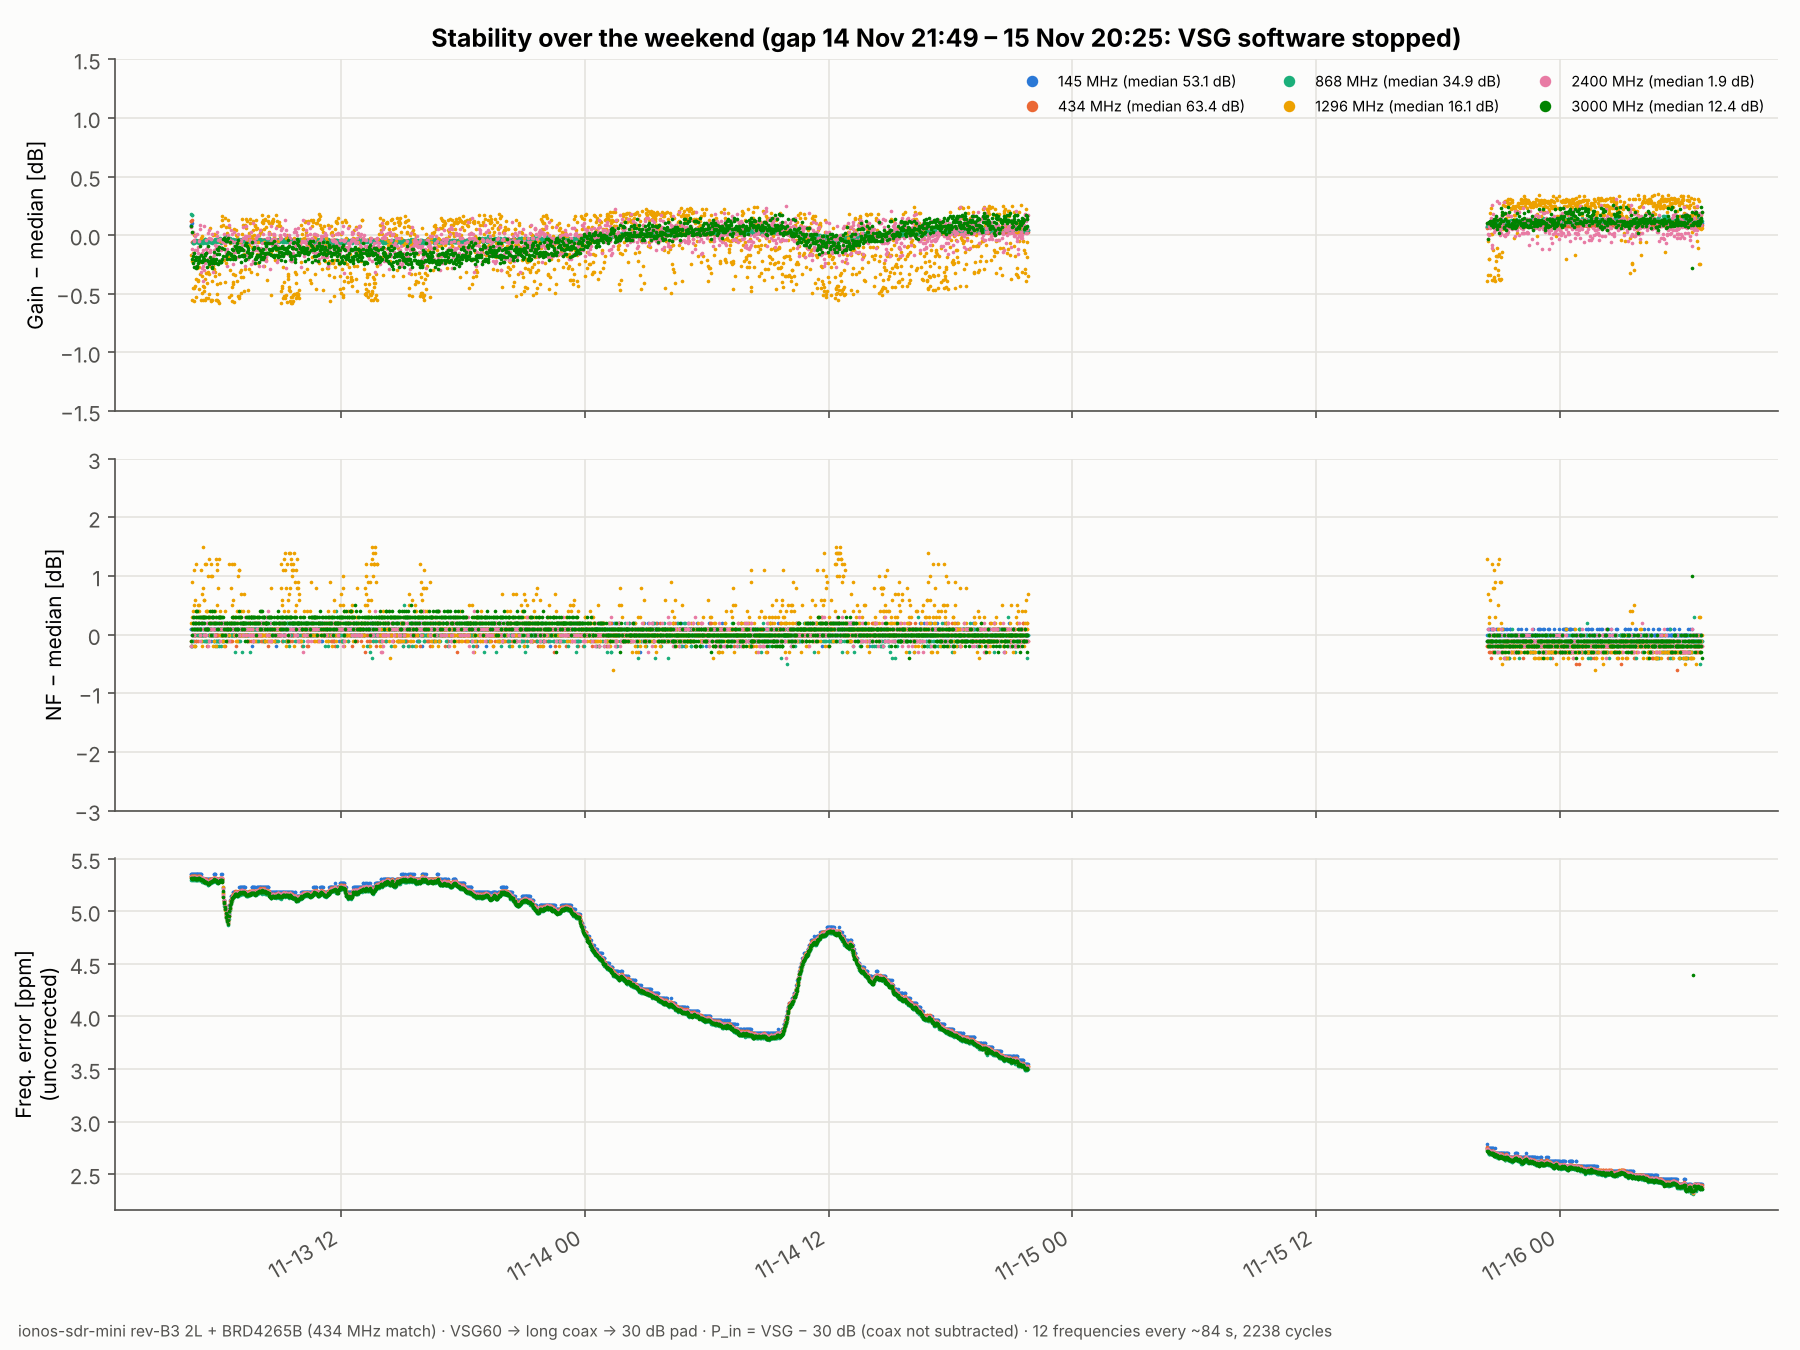 Stability over the weekend (gap 14 Nov 21:49 – 15 Nov 20:25: VSG software stopped)
145 MHz (median 53.1 dB)
434 MHz (median 63.4 dB)
868 MHz (median 34.9 dB)
1296 MHz (median 16.1 dB)
2400 MHz (median 1.9 dB)
3000 MHz (median 12.4 dB)
Gain − median [dB]
1.5
1.0
0.5
0.0
−0.5
−1.0
−1.5
NF − median [dB]
3
2
1
0
−1
−2
−3
Freq. error [ppm]
(uncorrected)
5.5
5.0
4.5
4.0
3.5
3.0
2.5
11-13 12
11-14 00
11-14 12
11-15 00
11-15 12
11-16 00
ionos-sdr-mini rev-B3 2L + BRD4265B (434 MHz match) · VSG60 → long coax → 30 dB pad · P_in = VSG − 30 dB (coax not subtracted) · 12 frequencies every ~84 s, 2238 cycles